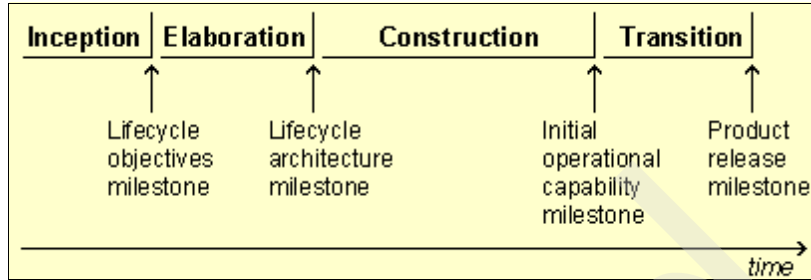 Inception Elaboration Construction Transition
Lifecycle objectives milestone
Lifecycle architecture milestone
Initial operational capability milestone
Product release milestone
time